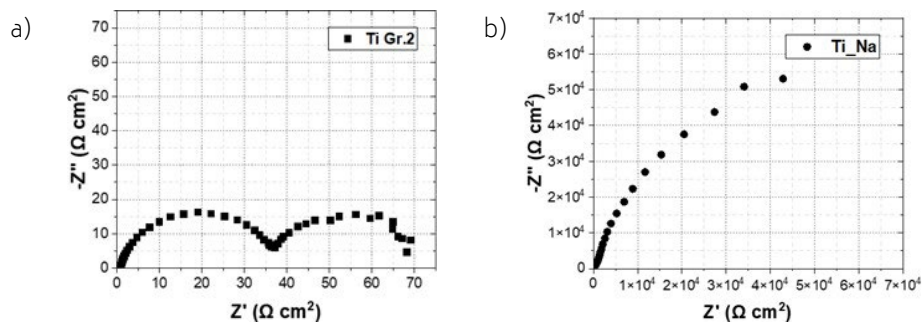 a)
Ti Gr.2
75
70
60
50
40
30
20
10
0
-Z" (Ω cm²)
0 10 20 30 40 50 60 70
Z' (Ω cm²)
b)
Ti_Na
7×10⁴
6×10⁴
5×10⁴
4×10⁴
3×10⁴
2×10⁴
1×10⁴
0
-Z" (Ω cm²)
0 1×10⁴ 2×10⁴ 3×10⁴ 4×10⁴ 5×10⁴ 6×10⁴ 7×10⁴
Z' (Ω cm²)